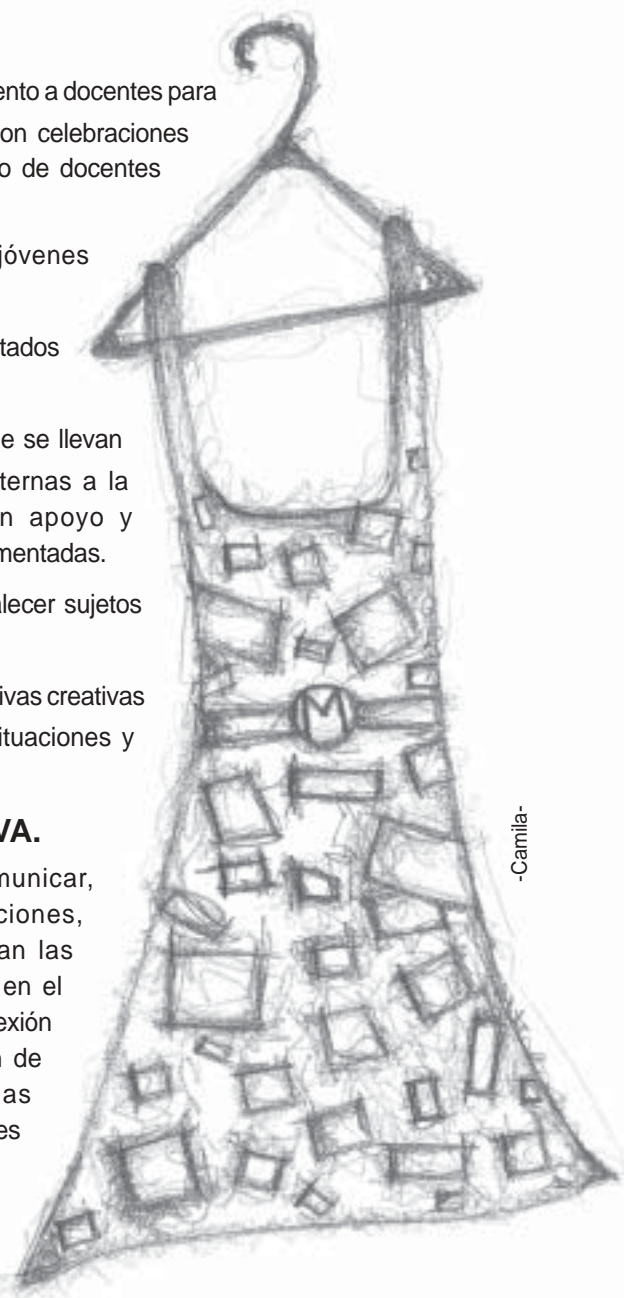 ento a docentes para
on celebraciones
o de docentes
jóvenes
tados
e se llevan
ternas a la
n apoyo y
mentadas.
alecer sujetos
ivas creativas
ituaciones y
VA.
municar,
ciones,
an las
en el
exión
de
as
es
M
-Camila-